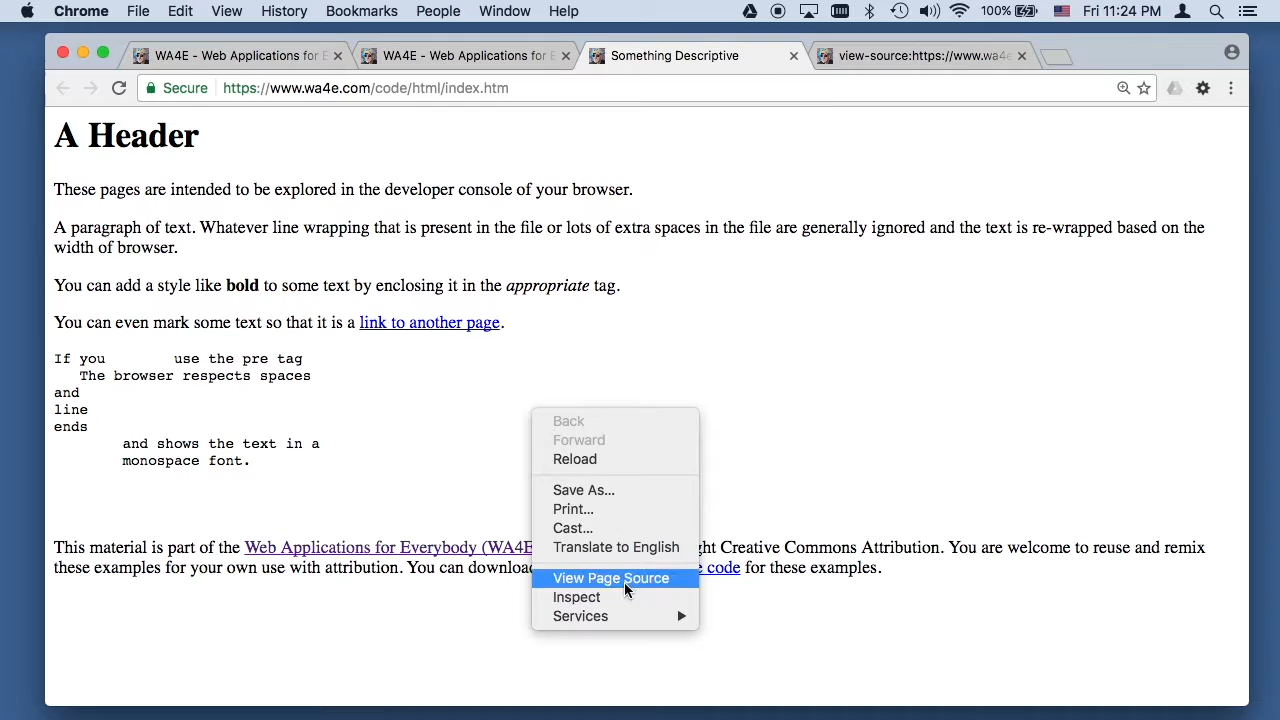 Chrome File Edit View History Bookmarks People Window Help 100% Fri 11:24 PM
WA4E - Web Applications for E WA4E - Web Applications for E Something Descriptive view-source:https://www.wa4e
Secure https://www.wa4e.com/code/html/index.htm
A Header
These pages are intended to be explored in the developer console of your browser.
A paragraph of text. Whatever line wrapping that is present in the file or lots of extra spaces in the file are generally ignored and the text is re-wrapped based on the
width of browser.
You can add a style like bold to some text by enclosing it in the appropriate tag.
You can even mark some text so that it is a link to another page.
If you        use the pre tag
   The browser respects spaces
and
line
ends
        and shows the text in a
        monospace font.
Back
Forward
Reload
Save As...
Print...
Cast...
Translate to English
View Page Source
Inspect
Services
This material is part of the Web Applications for Everybody (WA4E ght Creative Commons Attribution. You are welcome to reuse and remix
these examples for your own use with attribution. You can download e code for these examples.